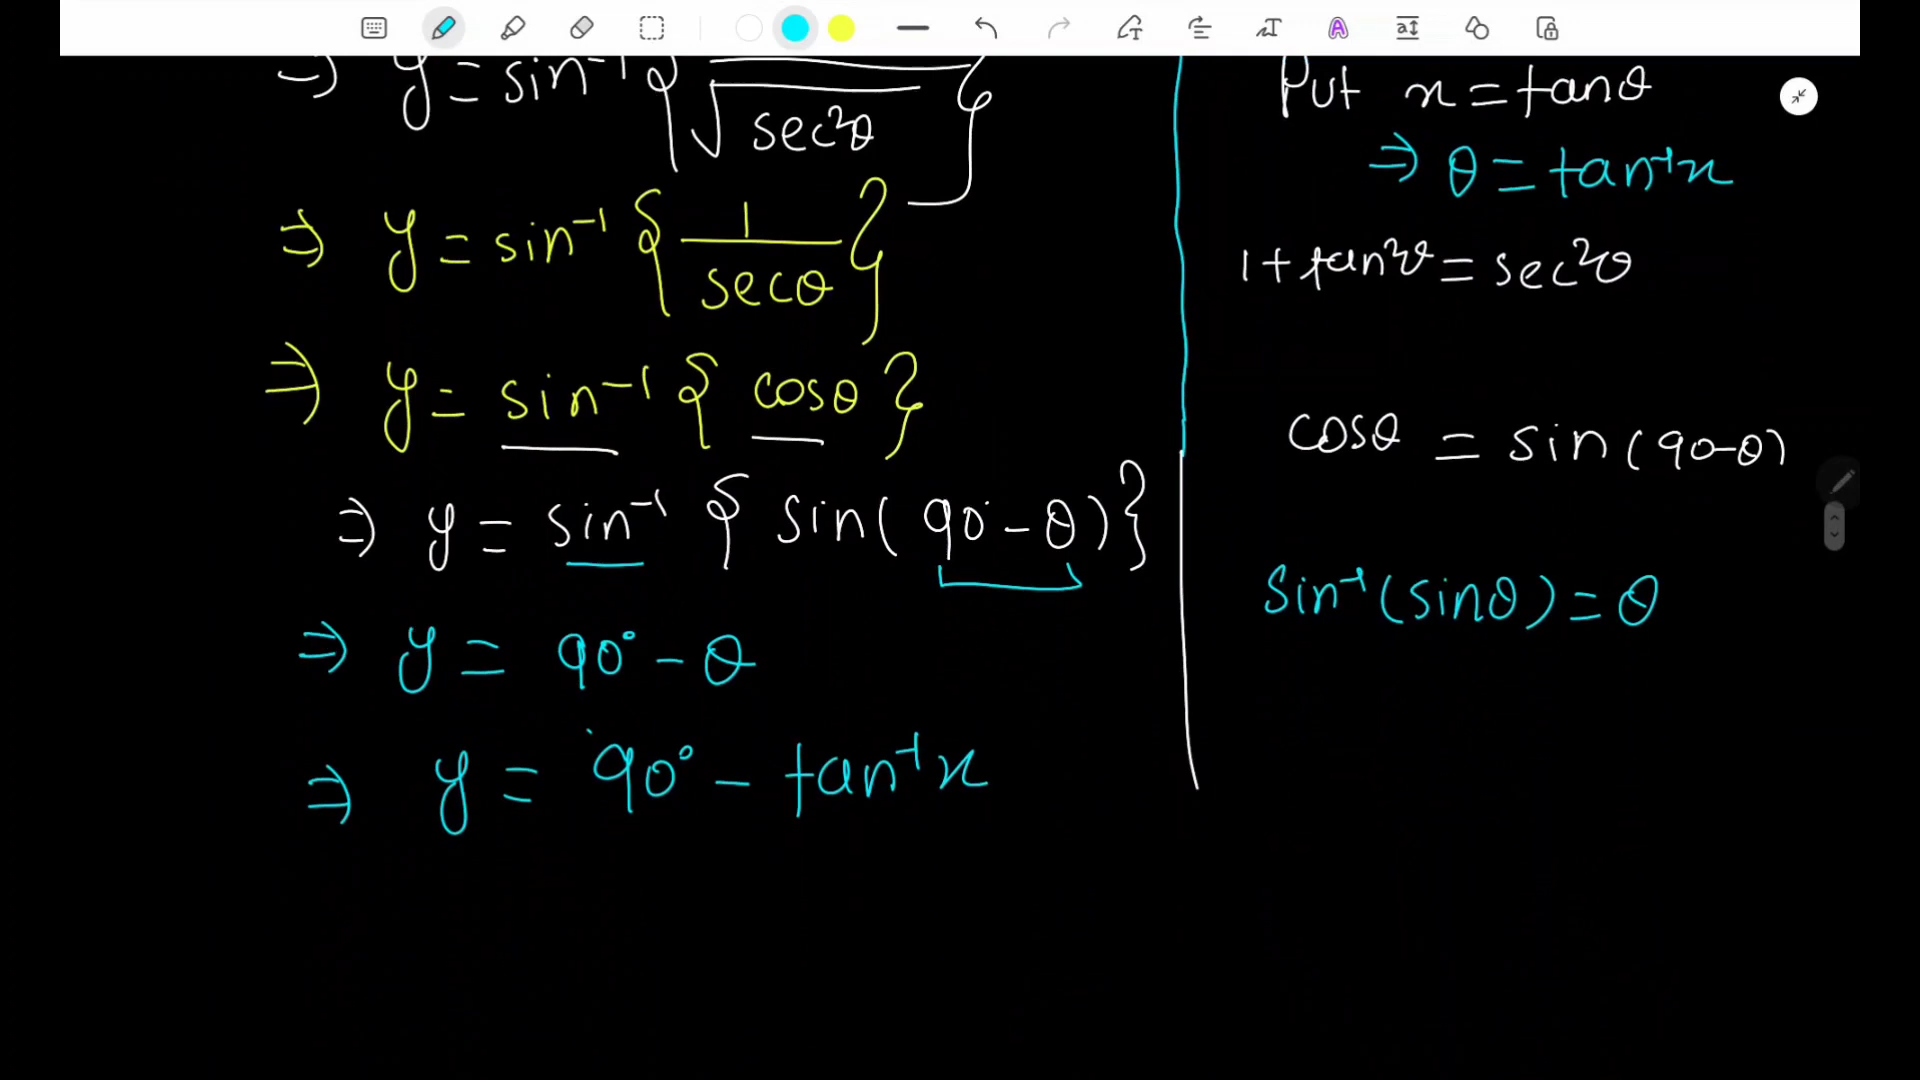 ⇒ y = sin⁻¹ { / √sec²θ }
⇒ y = sin⁻¹ { 1 / secθ }
⇒ y = sin⁻¹ { cosθ }
⇒ y = sin⁻¹ { sin( 90° - θ ) }
⇒ y = 90° - θ
⇒ y = 90° - tan⁻¹x
Put x = tanθ
⇒ θ = tan⁻¹x
1 + tan²θ = sec²θ
cosθ = sin( 90-θ )
Sin⁻¹ (sinθ) = θ